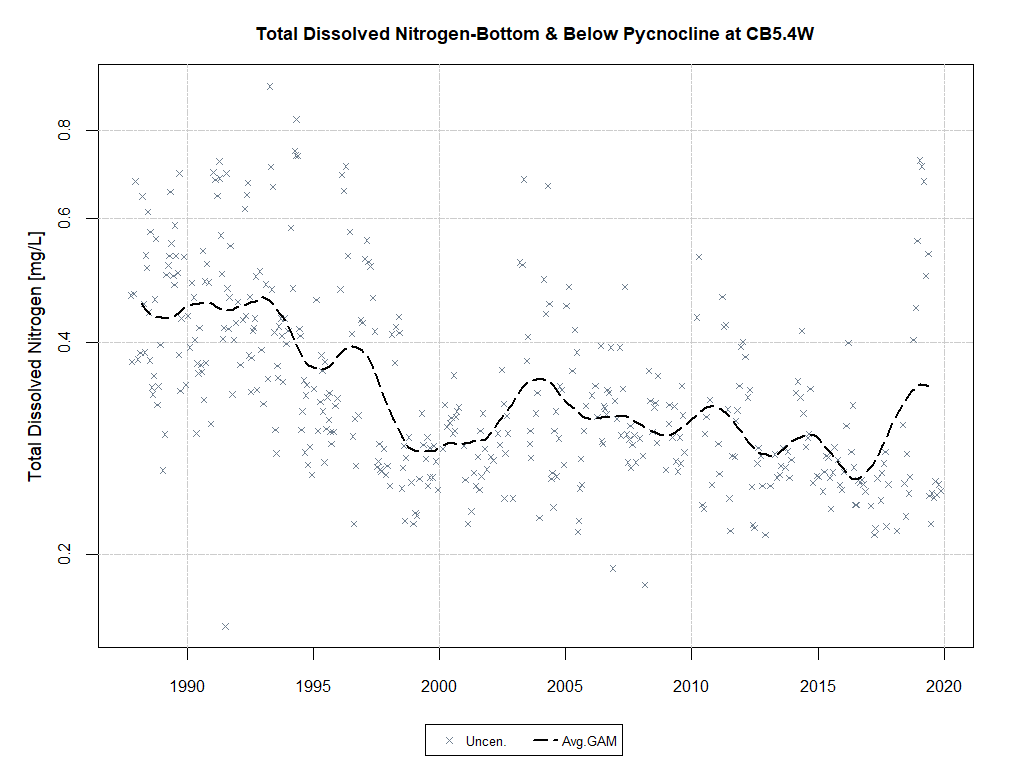 Total Dissolved Nitrogen-Bottom & Below Pycnocline at CB5.4W
Total Dissolved Nitrogen [mg/L]
0.8
0.6
0.4
0.2
1990 1995 2000 2005 2010 2015 2020
Uncen. Avg.GAM